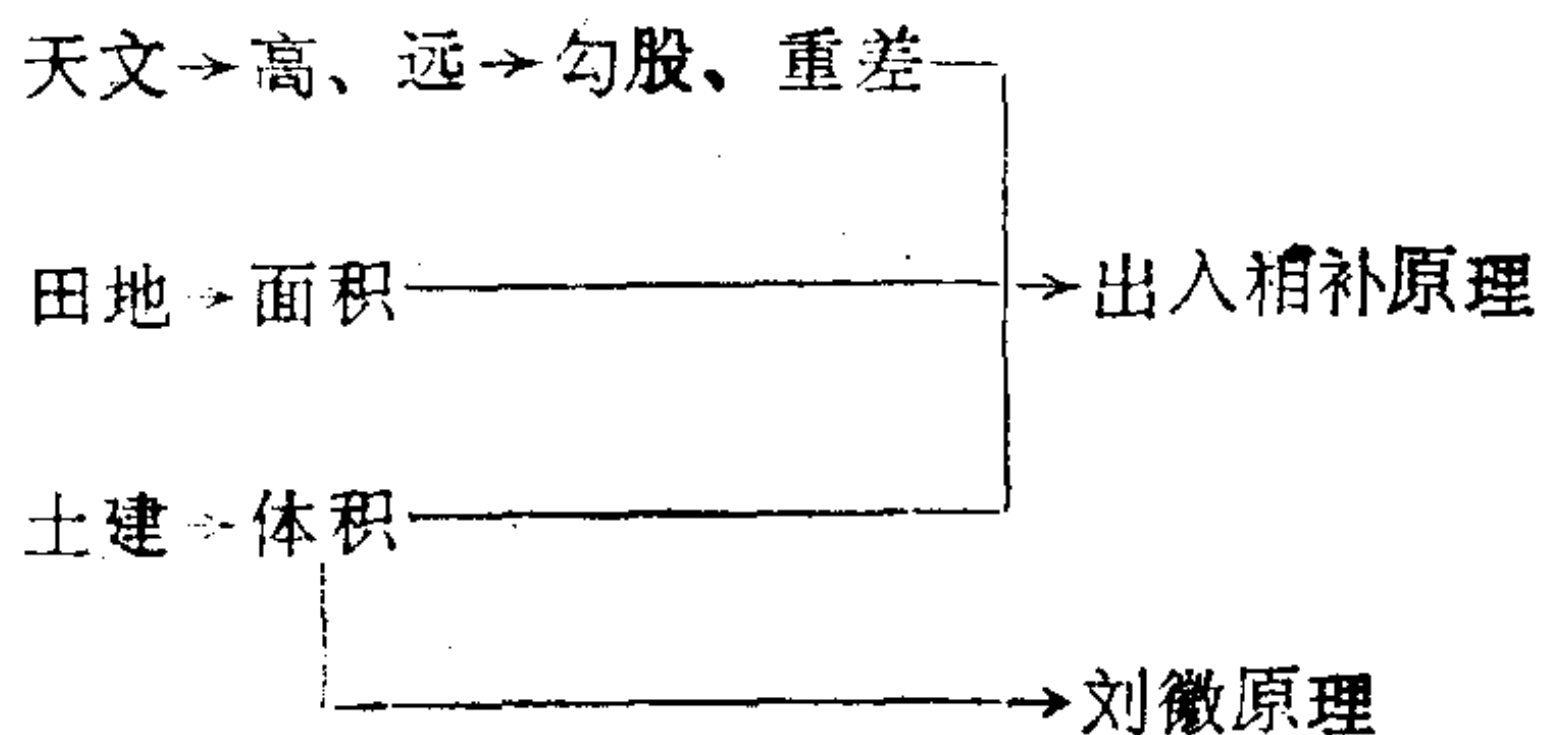 天文→高、远→勾股、重差
田地→面积→出入相补原理
土建→体积
→刘徽原理